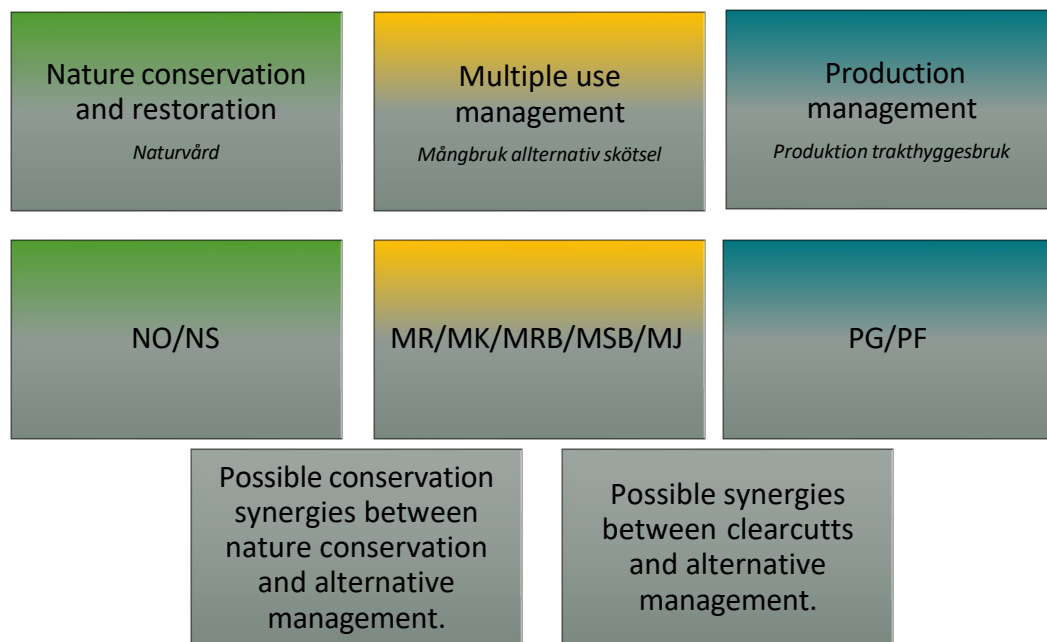 Nature conservation
and restoration
Naturvård
Multiple use
management
Mångbruk allternativ skötsel
Production
management
Produktion trakthyggesbruk
NO/NS
MR/MK/MRB/MSB/MJ
PG/PF
Possible conservation
synergies between
nature conservation
and alternative
management.
Possible synergies
between clearcutts
and alternative
management.